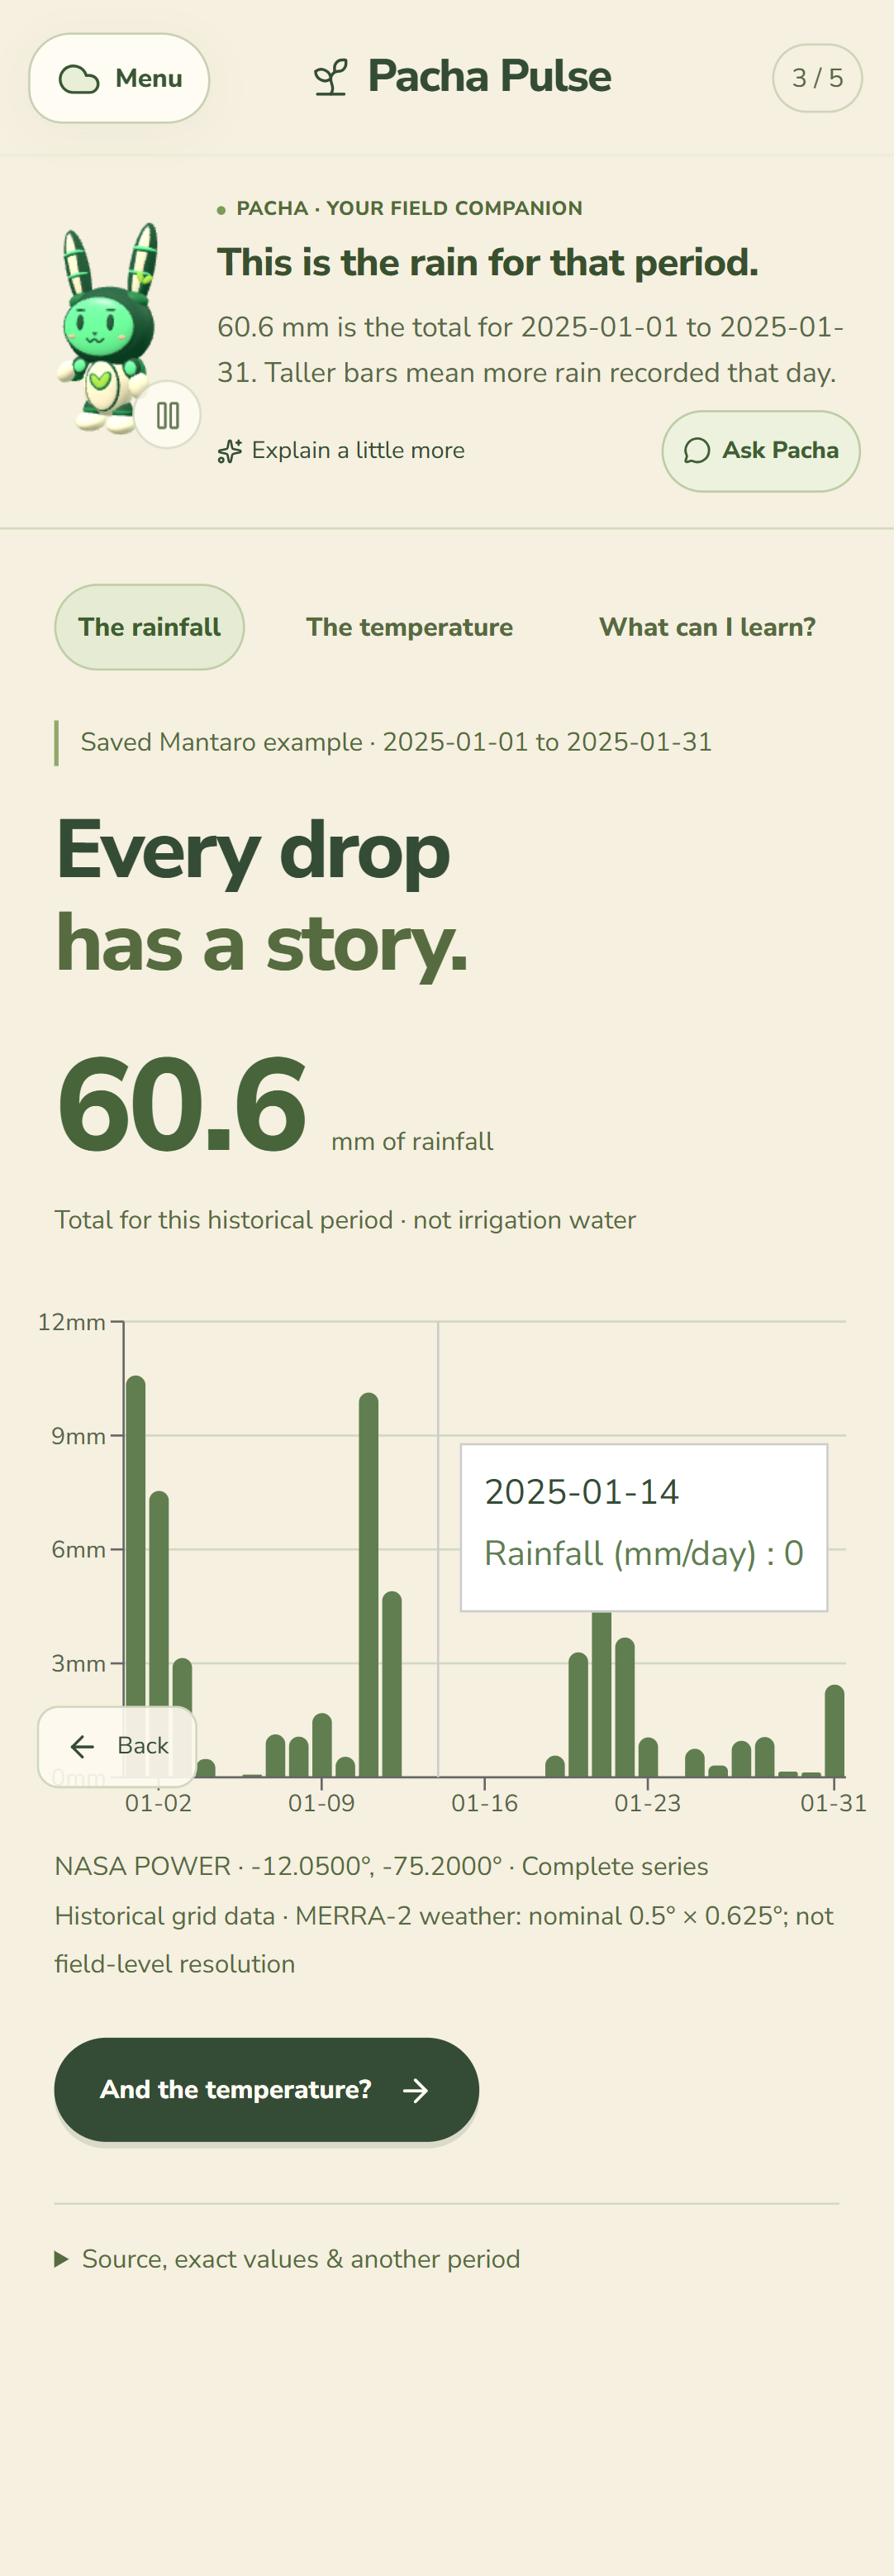 Menu
Pacha Pulse
3 / 5
PACHA · YOUR FIELD COMPANION
This is the rain for that period.
60.6 mm is the total for 2025-01-01 to 2025-01-
31. Taller bars mean more rain recorded that day.
Explain a little more
Ask Pacha
The rainfall
The temperature
What can I learn?
Saved Mantaro example · 2025-01-01 to 2025-01-31
Every drop
has a story.
60.6 mm of rainfall
Total for this historical period · not irrigation water
12mm
9mm
2025-01-14
Rainfall (mm/day) : 0
6mm
3mm
Back
0mm
01-02
01-09
01-16
01-23
01-31
NASA POWER · -12.0500°, -75.2000° · Complete series
Historical grid data · MERRA-2 weather: nominal 0.5° × 0.625°; not
field-level resolution
And the temperature?
Source, exact values & another period